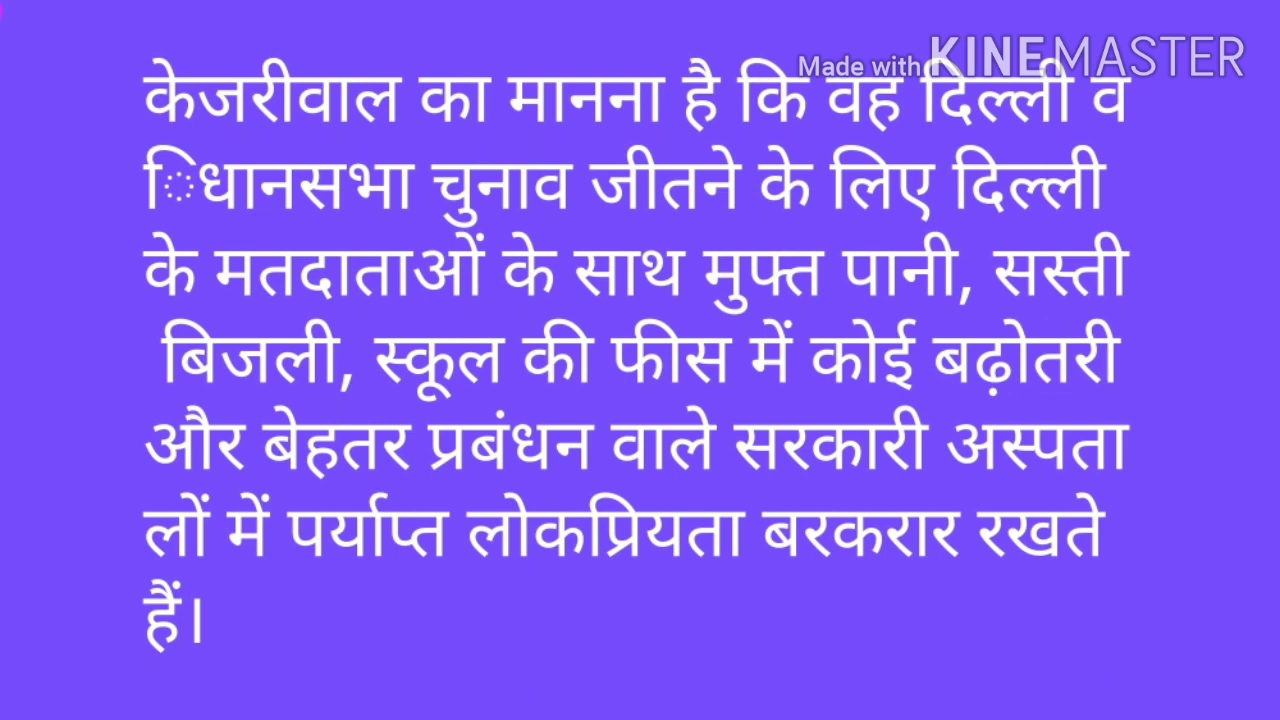 Made with KINEMASTER
केजरीवाल का मानना है कि वह दिल्ली व
िधानसभा चुनाव जीतने के लिए दिल्ली
के मतदाताओं के साथ मुफ्त पानी, सस्ती
बिजली, स्कूल की फीस में कोई बढ़ोतरी
और बेहतर प्रबंधन वाले सरकारी अस्पता
लों में पर्याप्त लोकप्रियता बरकरार रखते
हैं।